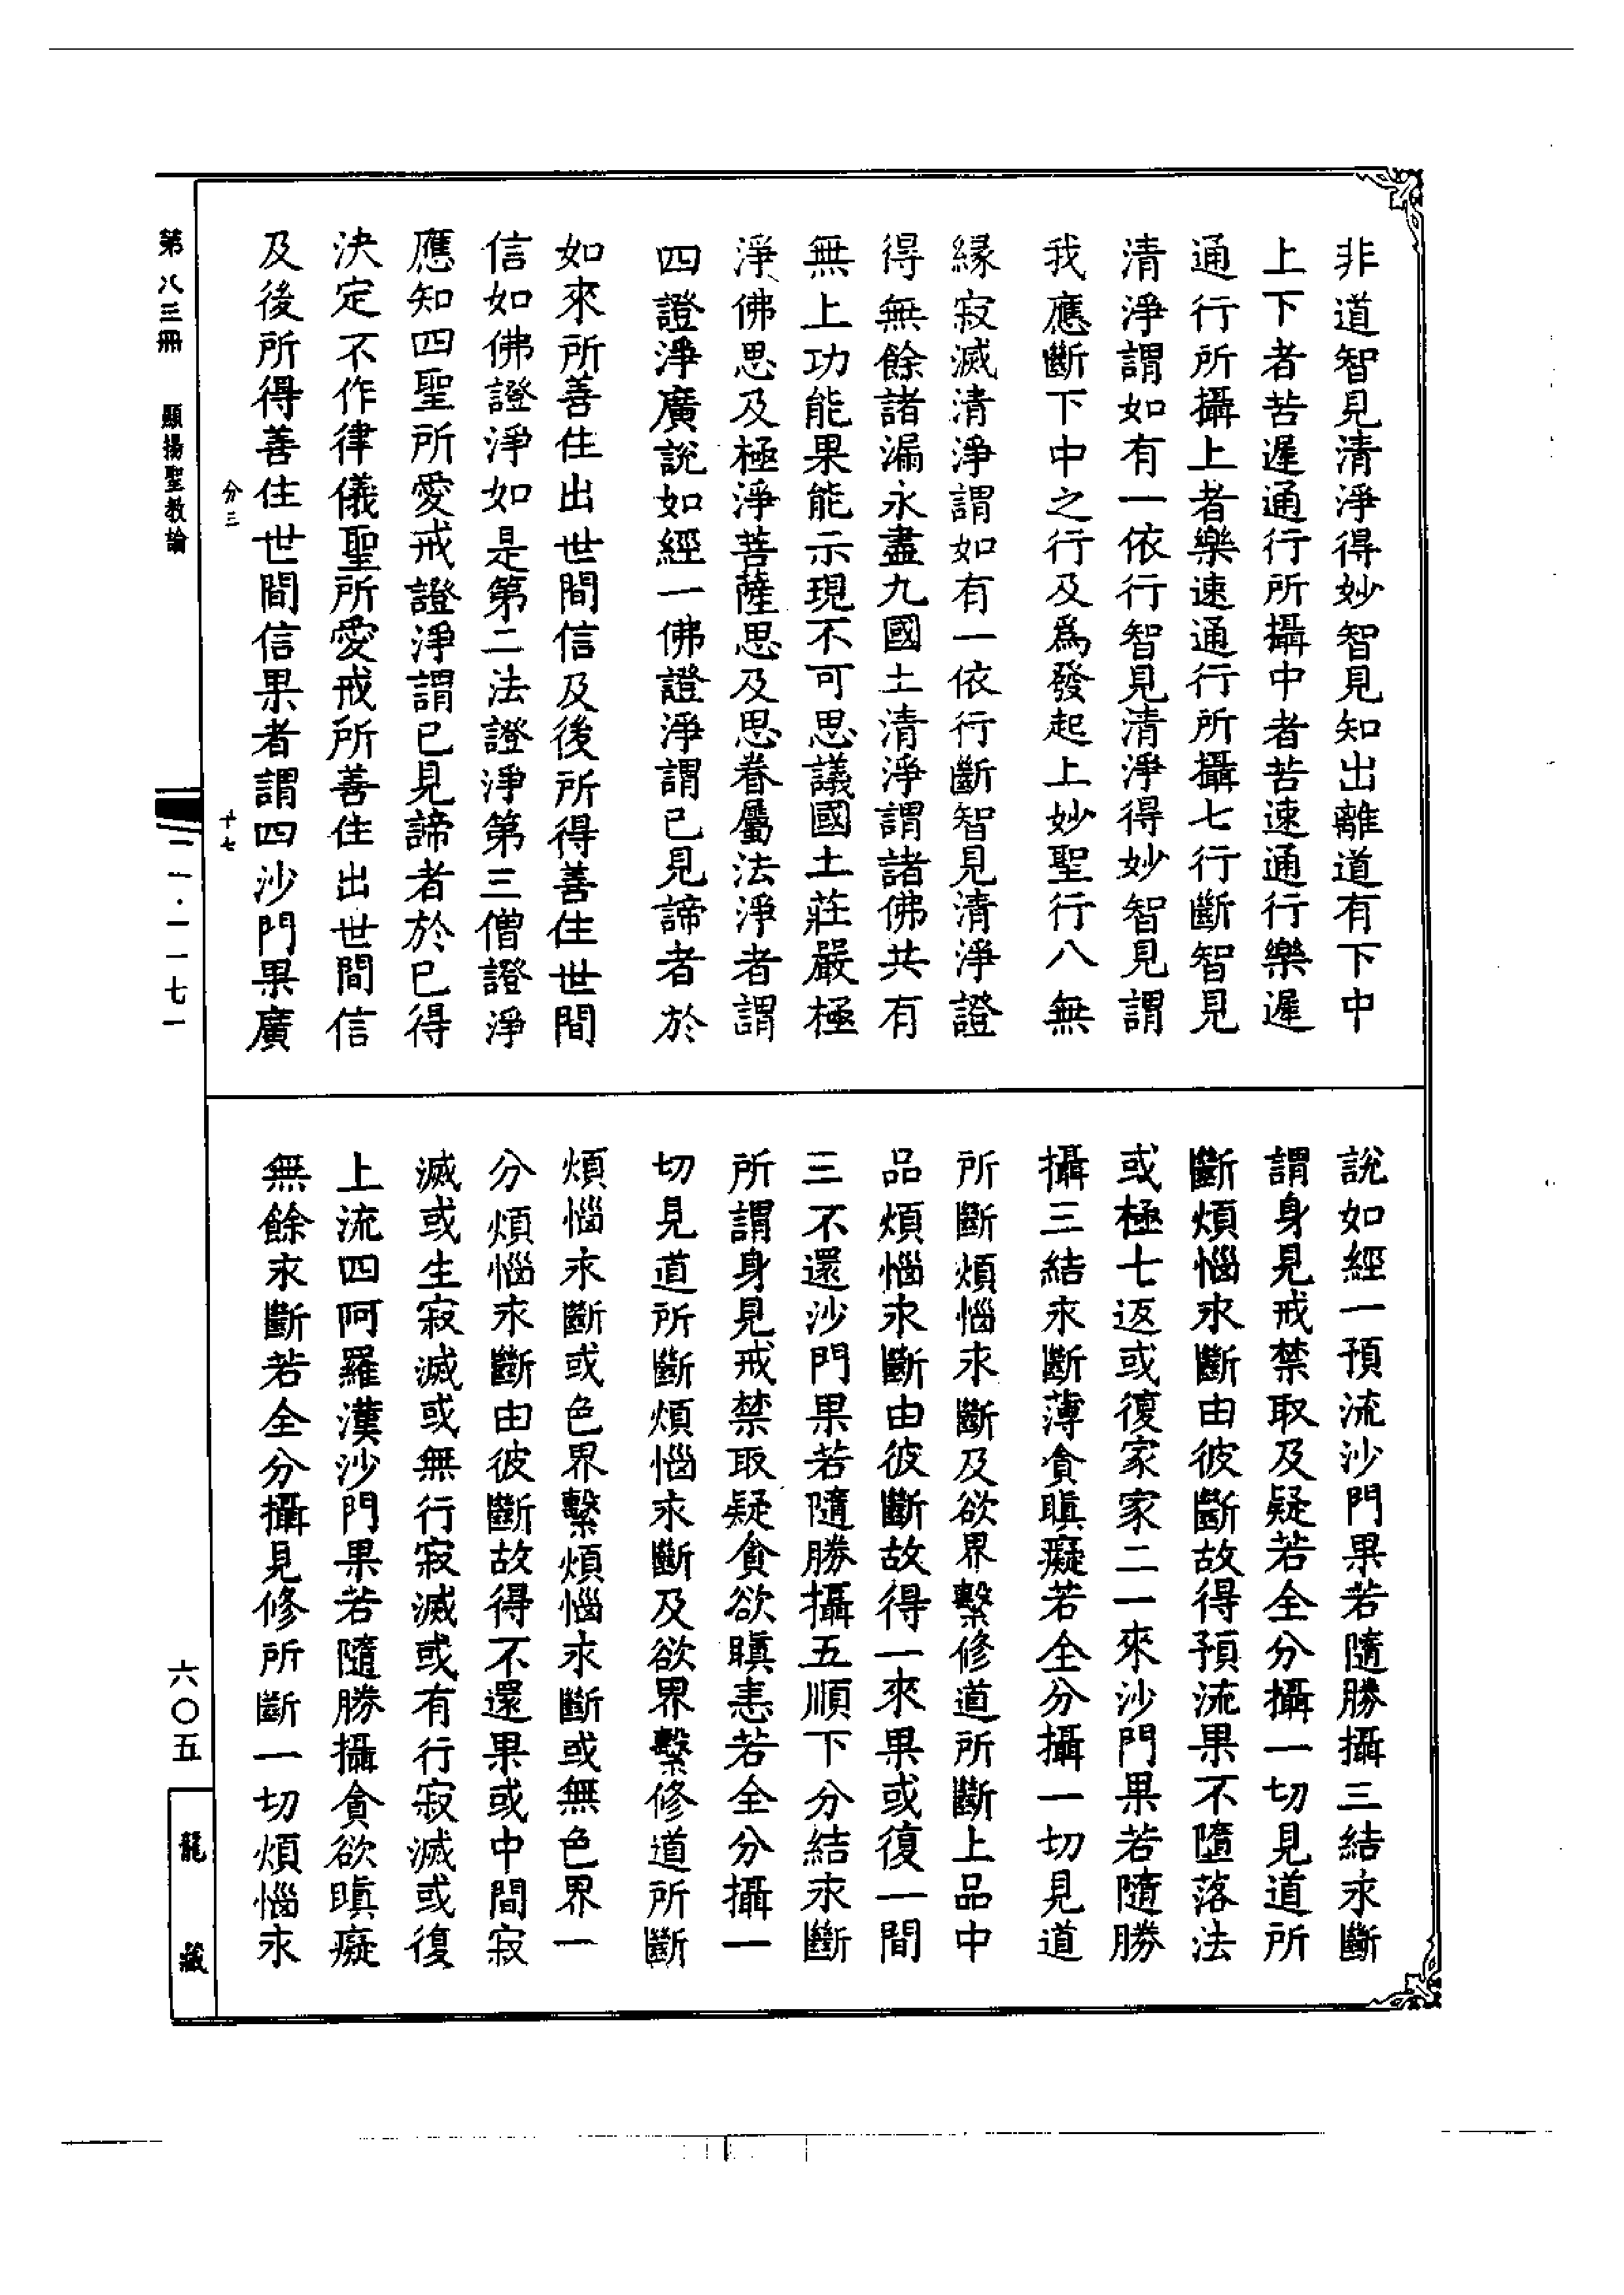 非道智見清淨得妙智見知出離道有下中
上下者苦遲通行所攝中者苦速通行樂遲
通行所攝上者樂速通行所攝七行斷智見
清淨謂如有一依行智見清淨得妙智見謂
我應斷下中之行及爲發起上妙聖行八無
緣寂滅清淨謂如有一依行斷智見清淨證
得無餘諸漏永盡九國土清淨謂諸佛共有
無上功能果能示現不可思議國土莊嚴極
淨佛思及極淨菩薩思及思眷屬法淨者謂
四證淨廣說如經一佛證淨謂已見諦者於
如來所善住出世間信及後所得善住世間
信如佛證淨如是第二法證淨第三僧證淨
應知四聖所愛戒證淨謂已見諦者於已得
決定不作律儀聖所愛戒所善住出世間信
及後所得善住世間信果者謂四沙門果廣
說如經一預流沙門果若隨勝攝三結永斷
謂身見戒禁取及疑若全分攝一切見道所
斷煩惱永斷由彼斷故得預流果不墮落法
或極七返或復家家二一來沙門果若隨勝
攝三結永斷薄貪瞋癡若全分攝一切見道
所斷煩惱永斷及欲界繫修道所斷上品中
品煩惱永斷由彼斷故得一來果或復一間
三不還沙門果若隨勝攝五順下分結永斷
所謂身見戒禁取疑貪欲瞋恚若全分攝一
切見道所斷煩惱永斷及欲界繫修道所斷
煩惱永斷或色界繫煩惱永斷或無色界一
分煩惱永斷由彼斷故得不還果或中間寂
滅或生寂滅或無行寂滅或有行寂滅或復
上流四阿羅漢沙門果若隨勝攝貪欲瞋癡
無餘永斷若全分攝見修所斷一切煩惱永
分三
十七
第八三冊 顯揚聖教論
二一·一一七一
六〇五
龍藏